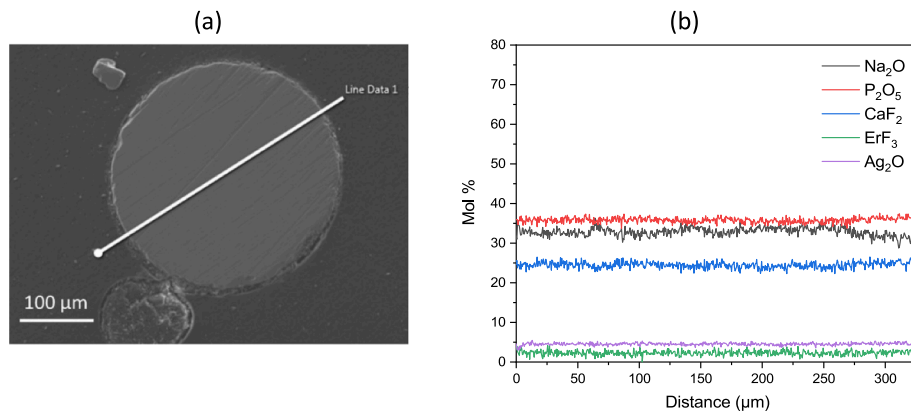 (a)
Line Data 1
100 µm
(b)
Mol %
80
70
60
50
40
30
20
10
0
Na₂O
P₂O₅
CaF₂
ErF₃
Ag₂O
0 50 100 150 200 250 300
Distance (µm)